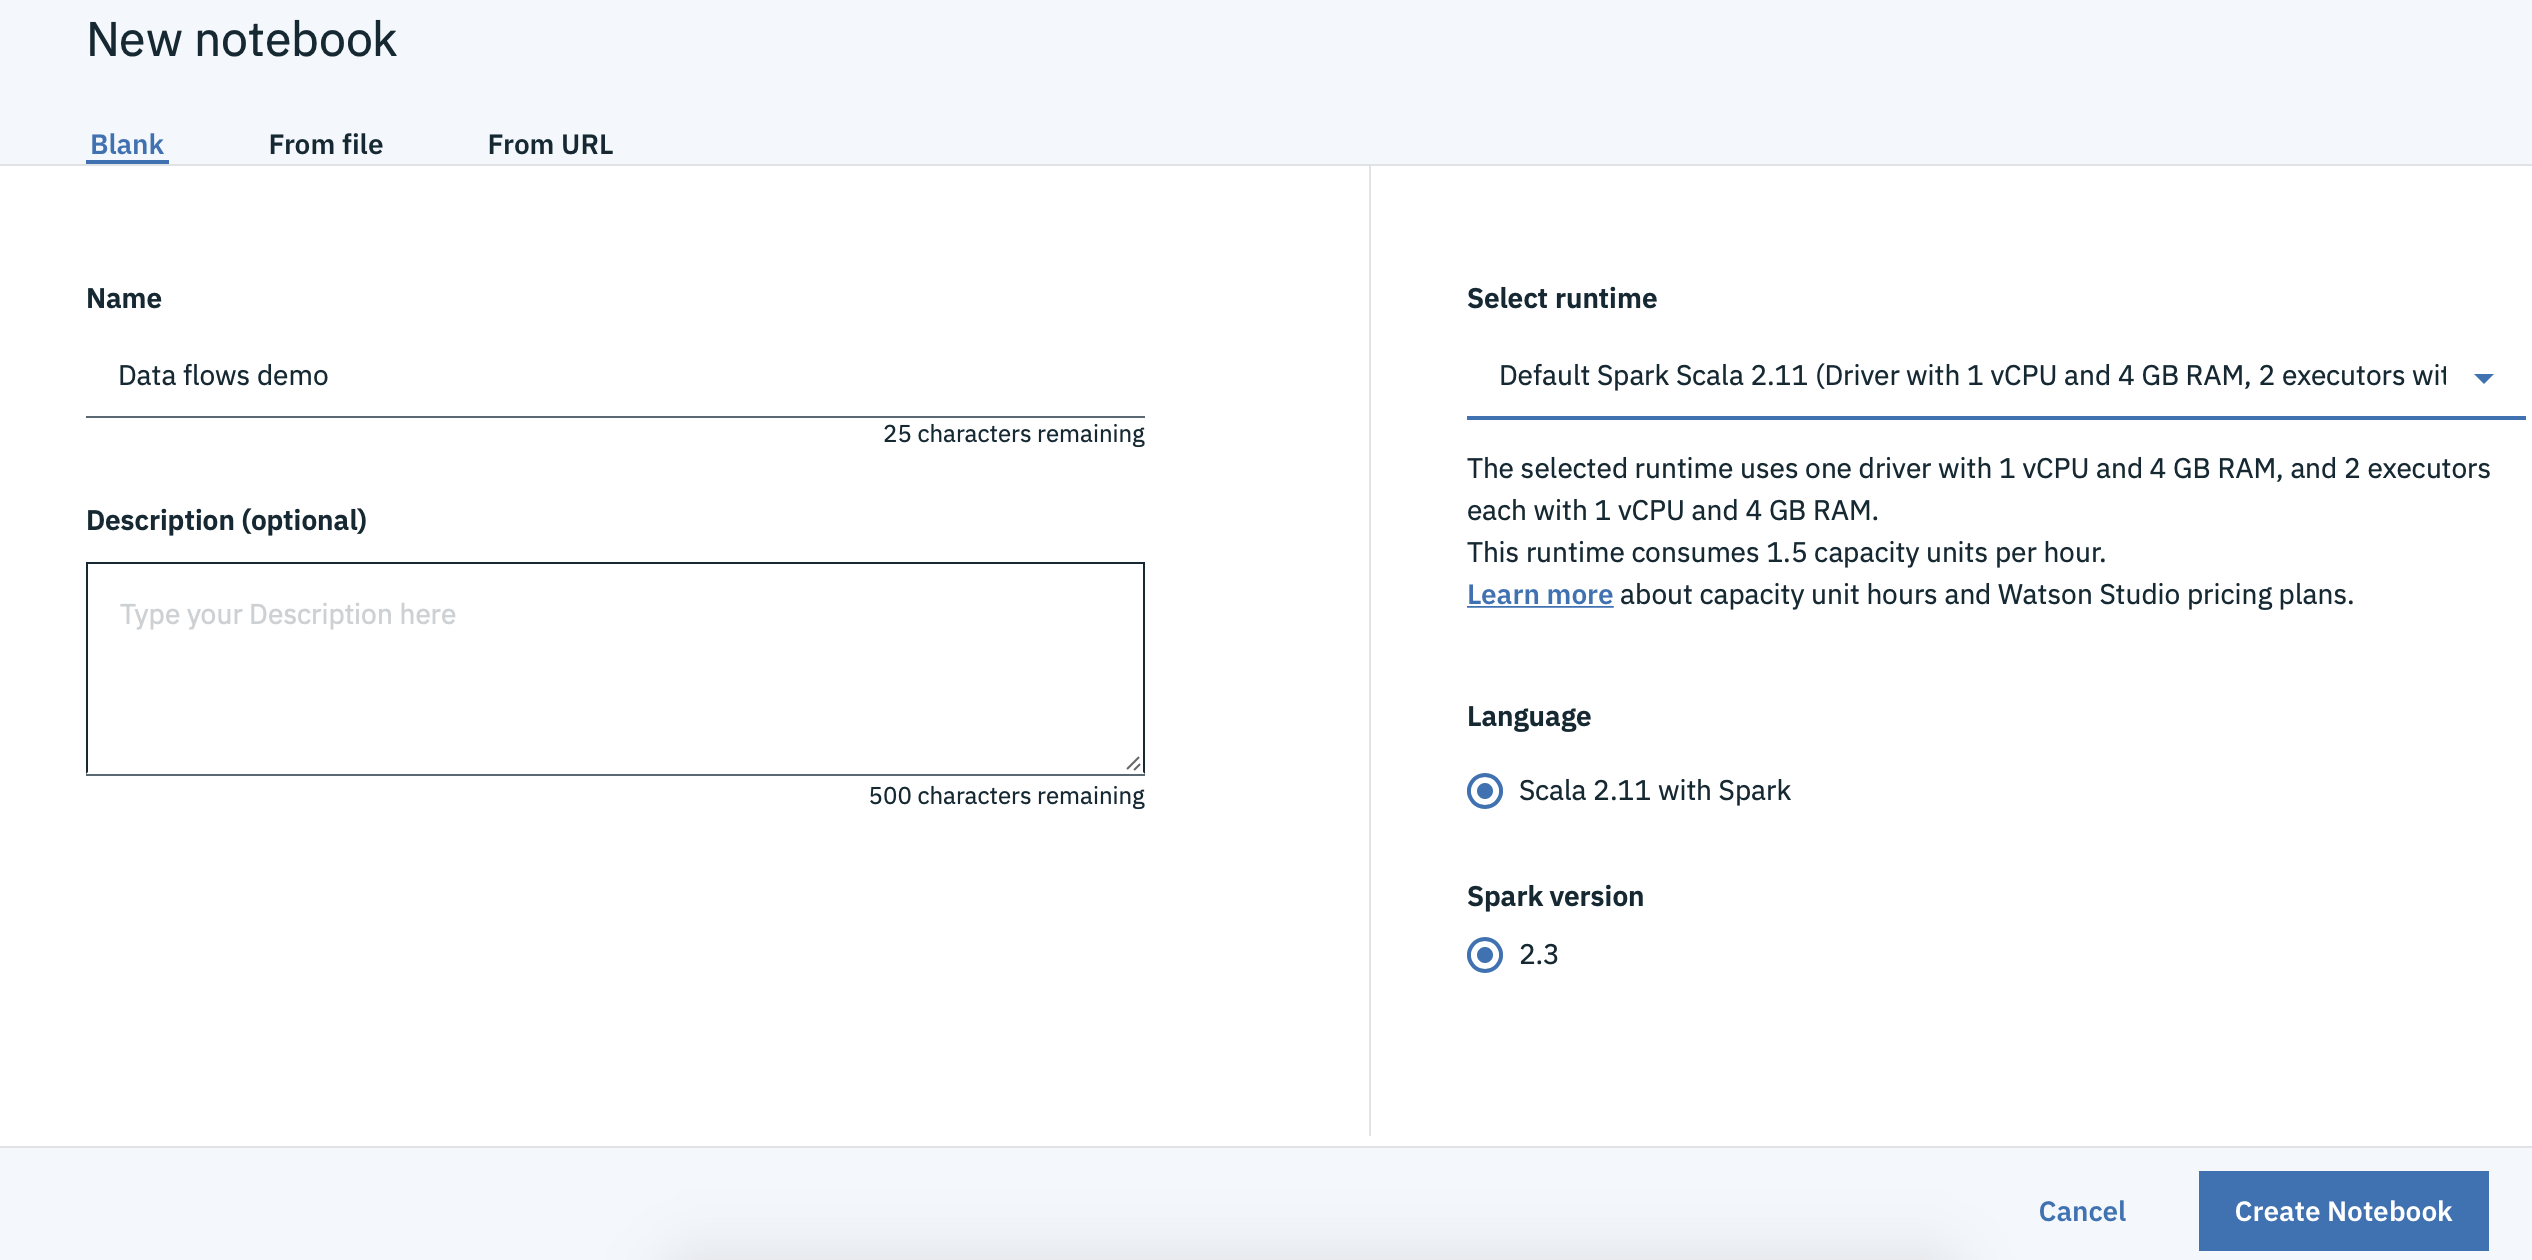 New notebook
Blank
From file
From URL
Name
Data flows demo
25 characters remaining
Description (optional)
Type your Description here
500 characters remaining
Select runtime
Default Spark Scala 2.11 (Driver with 1 vCPU and 4 GB RAM, 2 executors wit
The selected runtime uses one driver with 1 vCPU and 4 GB RAM, and 2 executors
each with 1 vCPU and 4 GB RAM.
This runtime consumes 1.5 capacity units per hour.
Learn more about capacity unit hours and Watson Studio pricing plans.
Language
Scala 2.11 with Spark
Spark version
2.3
Cancel
Create Notebook